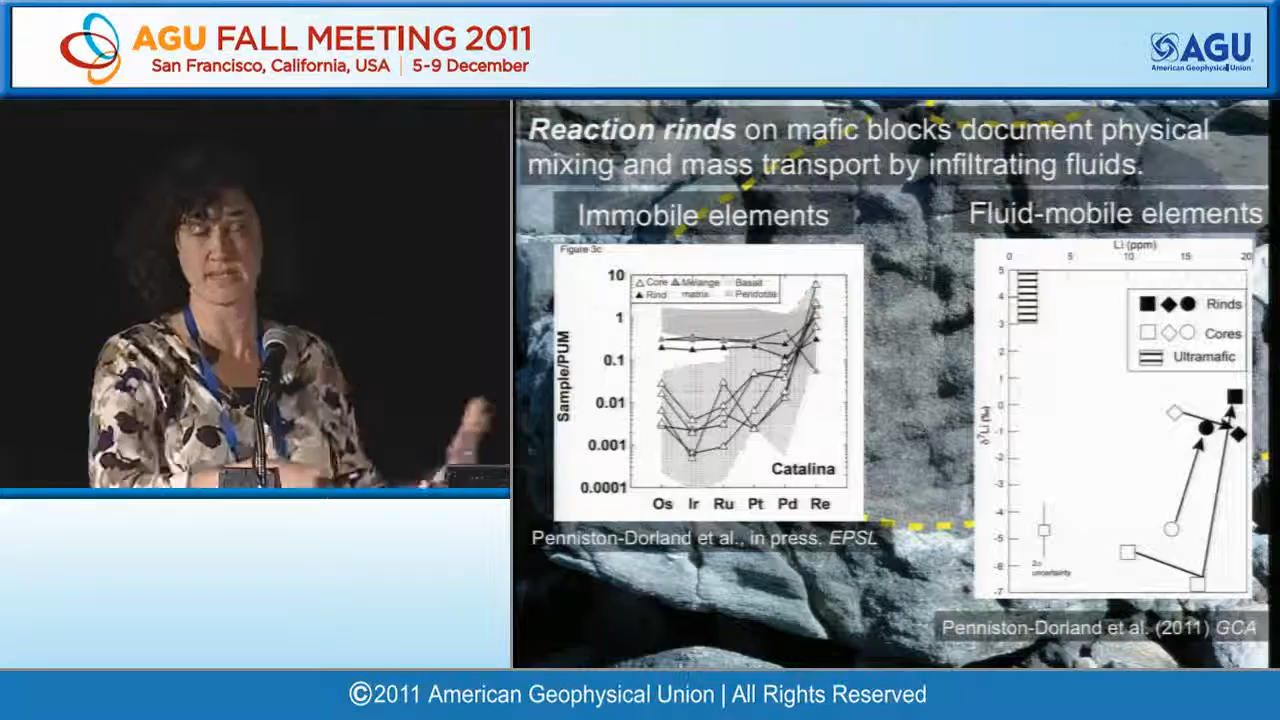 AGU FALL MEETING 2011
San Francisco, California, USA | 5-9 December
AGU
American Geophysical Union
Reaction rinds on mafic blocks document physical
mixing and mass transport by infiltrating fluids.
Immobile elements
Figure 3c
10
1
0.1
0.01
0.001
0.0001
Sample/PUM
Core Mélange Basalt
Rind matrix Peridotite
Catalina
Os Ir Ru Pt Pd Re
Penniston-Dorland et al., in press. EPSL
Fluid-mobile elements
Li (ppm)
0 5 10 15 20
5
4
3
2
1
0
-1
-2
-3
-4
-5
-6
-7
δ⁷Li (‰)
Rinds
Cores
Ultramafic
2σ
uncertainty
Penniston-Dorland et al. (2011) GCA
©2011 American Geophysical Union | All Rights Reserved